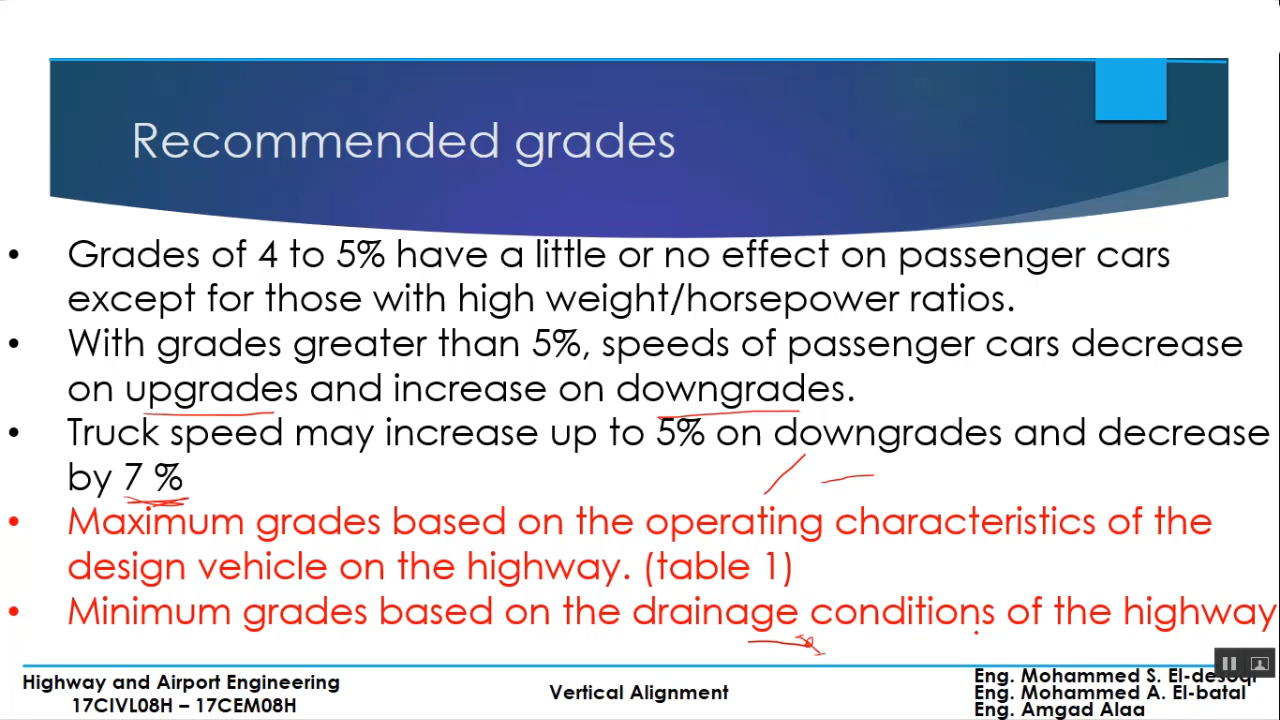 Recommended grades
• Grades of 4 to 5% have a little or no effect on passenger cars
except for those with high weight/horsepower ratios.
• With grades greater than 5%, speeds of passenger cars decrease
on upgrades and increase on downgrades.
• Truck speed may increase up to 5% on downgrades and decrease
by 7 %
• Maximum grades based on the operating characteristics of the
design vehicle on the highway. (table 1)
• Minimum grades based on the drainage conditions of the highway
Highway and Airport Engineering
17CIVL08H – 17CEM08H
Vertical Alignment
Eng. Mohammed S. El-desuqi
Eng. Mohammed A. El-batal
Eng. Amgad Alaa